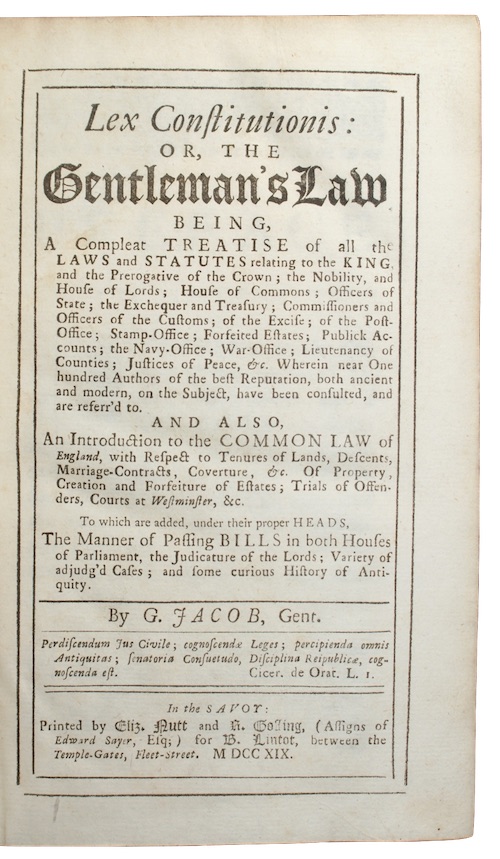 Lex Conſtitutionis:
OR, THE
Gentleman's Law
BEING,
A Compleat TREATISE of all the
LAWS and STATUTES relating to the KING,
and the Prerogative of the Crown; the Nobility, and
Houſe of Lords; Houſe of Commons; Officers of
State; the Exchequer and Treaſury; Commiſſioners and
Officers of the Cuſtoms; of the Exciſe; of the Poſt-
Office; Stamp-Office; Forfeited Eſtates; Publick Ac-
counts; the Navy-Office; War-Office; Lieutenancy of
Counties; Juſtices of Peace, &c. Wherein near One
hundred Authors of the beſt Reputation, both ancient
and modern, on the Subject, have been conſulted, and
are referr'd to.
AND ALSO,
An Introduction to the COMMON LAW of
England, with Reſpect to Tenures of Lands, Deſcents,
Marriage-Contracts, Coverture, &c. Of Property,
Creation and Forfeiture of Eſtates; Trials of Offen-
ders, Courts at Weſtminſter, &c.
To which are added, under their proper HEADS,
The Manner of Paſſing BILLS in both Houſes
of Parliament, the Judicature of the Lords; Variety of
adjudg'd Caſes; and ſome curious Hiſtory of Anti-
quity.
By G. JACOB, Gent.
Perdiſcendum Jus Civile; cognoſcendæ Leges; percipienda omnis
Antiquitas; ſenatoria Conſuetudo, Diſciplina Reipublicæ, cog-
noſcenda eſt. Cicer. de Orat. L. 1.
In the SAVOY:
Printed by Eliz. Nutt and R. Goſling, (Aſſigns of
Edward Sayer, Eſq;) for B. Lintot, between the
Temple-Gates, Fleet-Street. M DCC XIX.